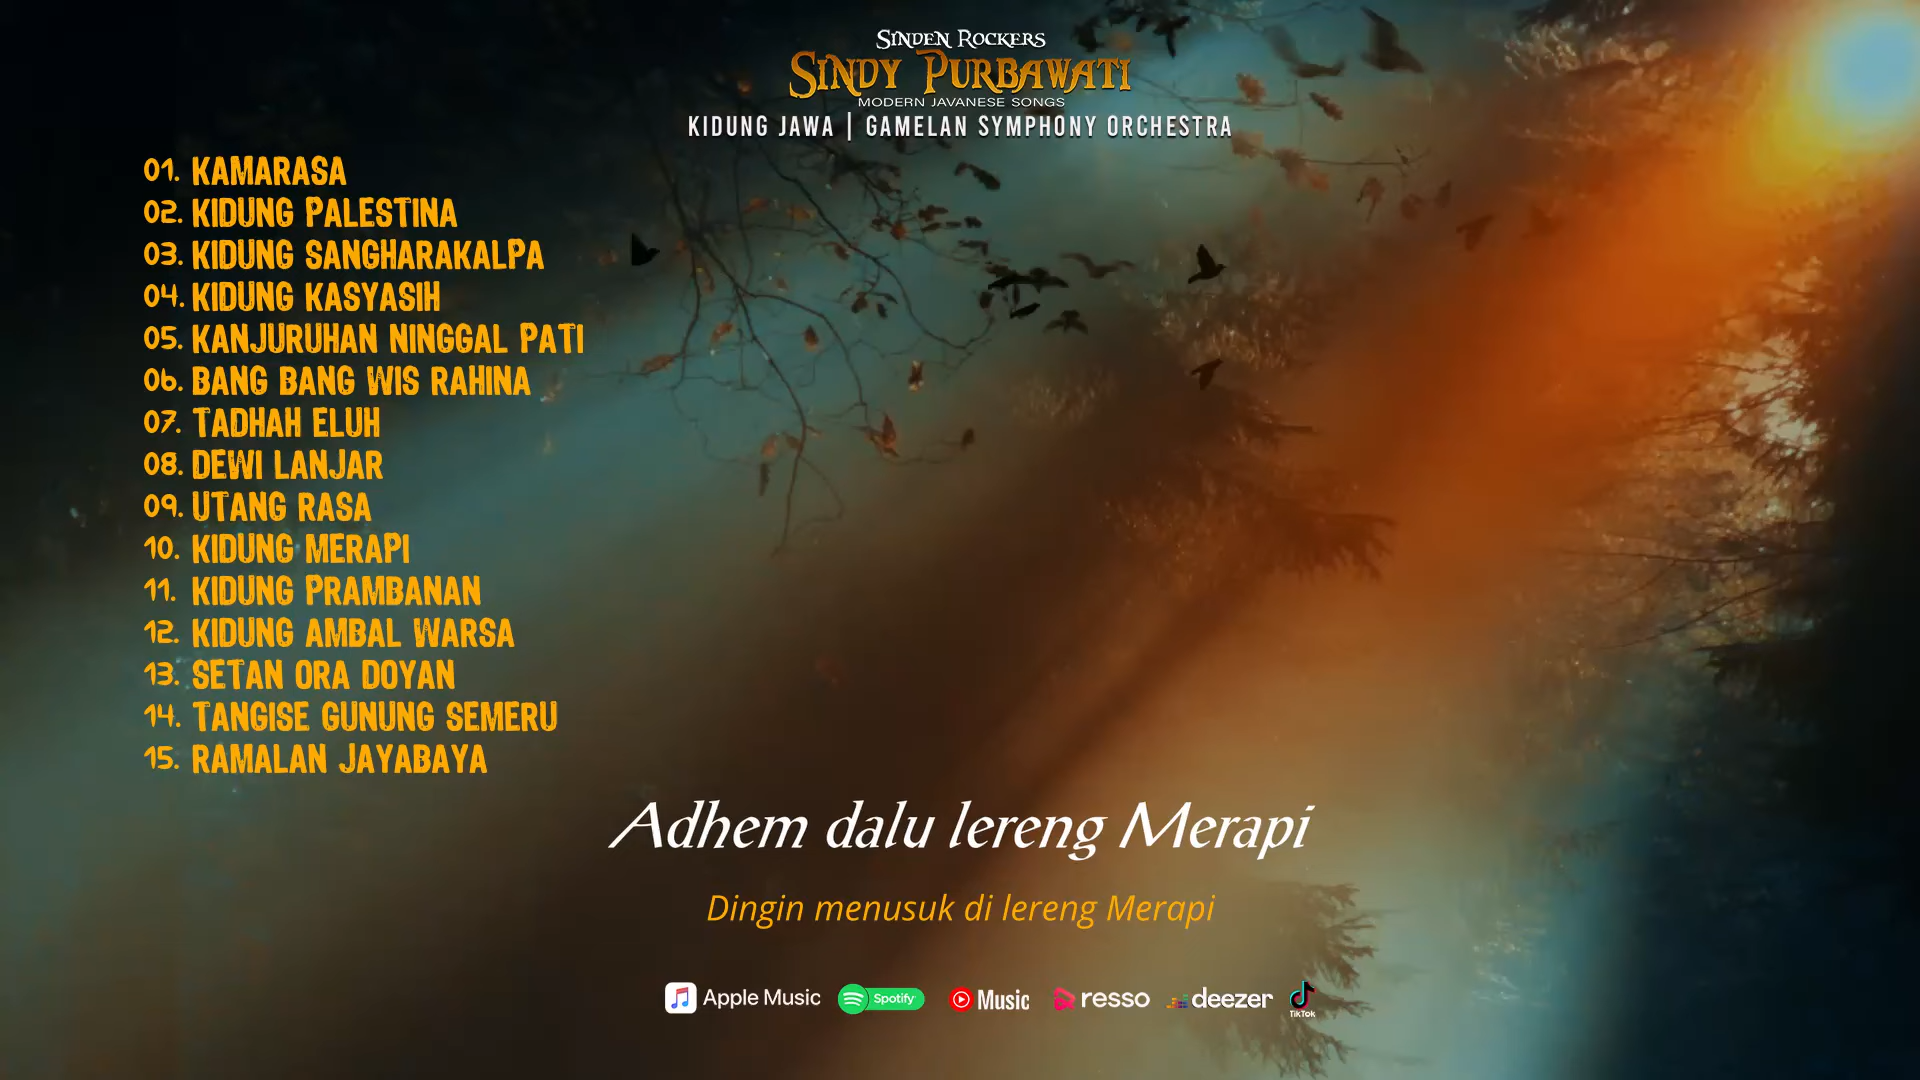 SINDEN ROCKERS
SINDY PURBAWATI
MODERN JAVANESE SONGS
KIDUNG JAWA | GAMELAN SYMPHONY ORCHESTRA
01. KAMARASA
02. KIDUNG PALESTINA
03. KIDUNG SANGHARAKALPA
04. KIDUNG KASYASIH
05. KANJURUHAN NINGGAL PATI
06. BANG BANG WIS RAHINA
07. TADHAH ELUH
08. DEWI LANJAR
09. UTANG RASA
10. KIDUNG MERAPI
11. KIDUNG PRAMBANAN
12. KIDUNG AMBAL WARSA
13. SETAN ORA DOYAN
14. TANGISE GUNUNG SEMERU
15. RAMALAN JAYABAYA
Adhem dalu lereng Merapi
Dingin menusuk di lereng Merapi
Apple Music Spotify Music resso deezer TikTok